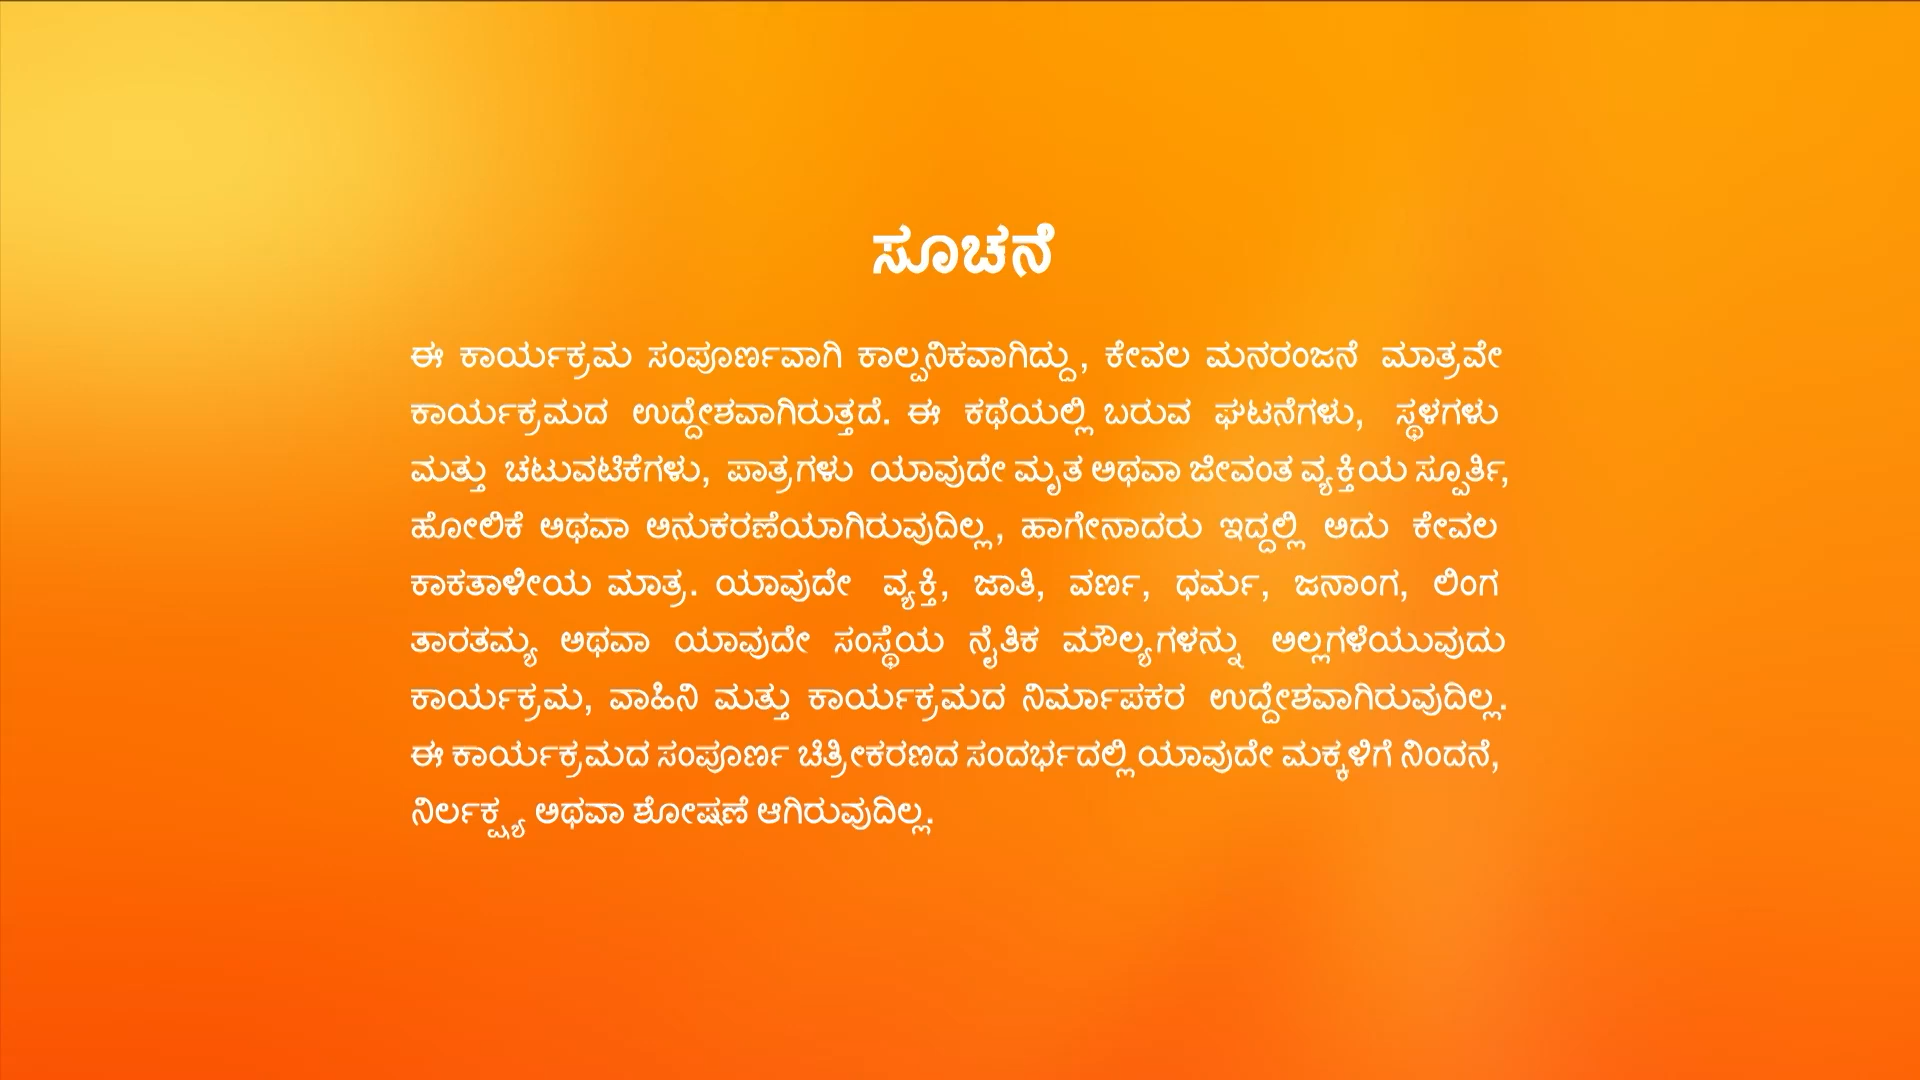 ಸೂಚನೆ
ಈ ಕಾರ್ಯಕ್ರಮ ಸಂಪೂರ್ಣವಾಗಿ ಕಾಲ್ಪನಿಕವಾಗಿದ್ದು, ಕೇವಲ ಮನರಂಜನೆ ಮಾತ್ರವೇ
ಕಾರ್ಯಕ್ರಮದ ಉದ್ದೇಶವಾಗಿರುತ್ತದೆ. ಈ ಕಥೆಯಲ್ಲಿ ಬರುವ ಘಟನೆಗಳು, ಸ್ಥಳಗಳು
ಮತ್ತು ಚಟುವಟಿಕೆಗಳು, ಪಾತ್ರಗಳು ಯಾವುದೇ ಮೃತ ಅಥವಾ ಜೀವಂತ ವ್ಯಕ್ತಿಯ ಸ್ಪೂರ್ತಿ,
ಹೋಲಿಕೆ ಅಥವಾ ಅನುಕರಣೆಯಾಗಿರುವುದಿಲ್ಲ, ಹಾಗೇನಾದರು ಇದ್ದಲ್ಲಿ ಅದು ಕೇವಲ
ಕಾಕತಾಳೀಯ ಮಾತ್ರ. ಯಾವುದೇ ವ್ಯಕ್ತಿ, ಜಾತಿ, ವರ್ಣ, ಧರ್ಮ, ಜನಾಂಗ, ಲಿಂಗ
ತಾರತಮ್ಯ ಅಥವಾ ಯಾವುದೇ ಸಂಸ್ಥೆಯ ನೈತಿಕ ಮೌಲ್ಯಗಳನ್ನು ಅಲ್ಲಗಳೆಯುವುದು
ಕಾರ್ಯಕ್ರಮ, ವಾಹಿನಿ ಮತ್ತು ಕಾರ್ಯಕ್ರಮದ ನಿರ್ಮಾಪಕರ ಉದ್ದೇಶವಾಗಿರುವುದಿಲ್ಲ.
ಈ ಕಾರ್ಯಕ್ರಮದ ಸಂಪೂರ್ಣ ಚಿತ್ರೀಕರಣದ ಸಂದರ್ಭದಲ್ಲಿ ಯಾವುದೇ ಮಕ್ಕಳಿಗೆ ನಿಂದನೆ,
ನಿರ್ಲಕ್ಷ್ಯ ಅಥವಾ ಶೋಷಣೆ ಆಗಿರುವುದಿಲ್ಲ.